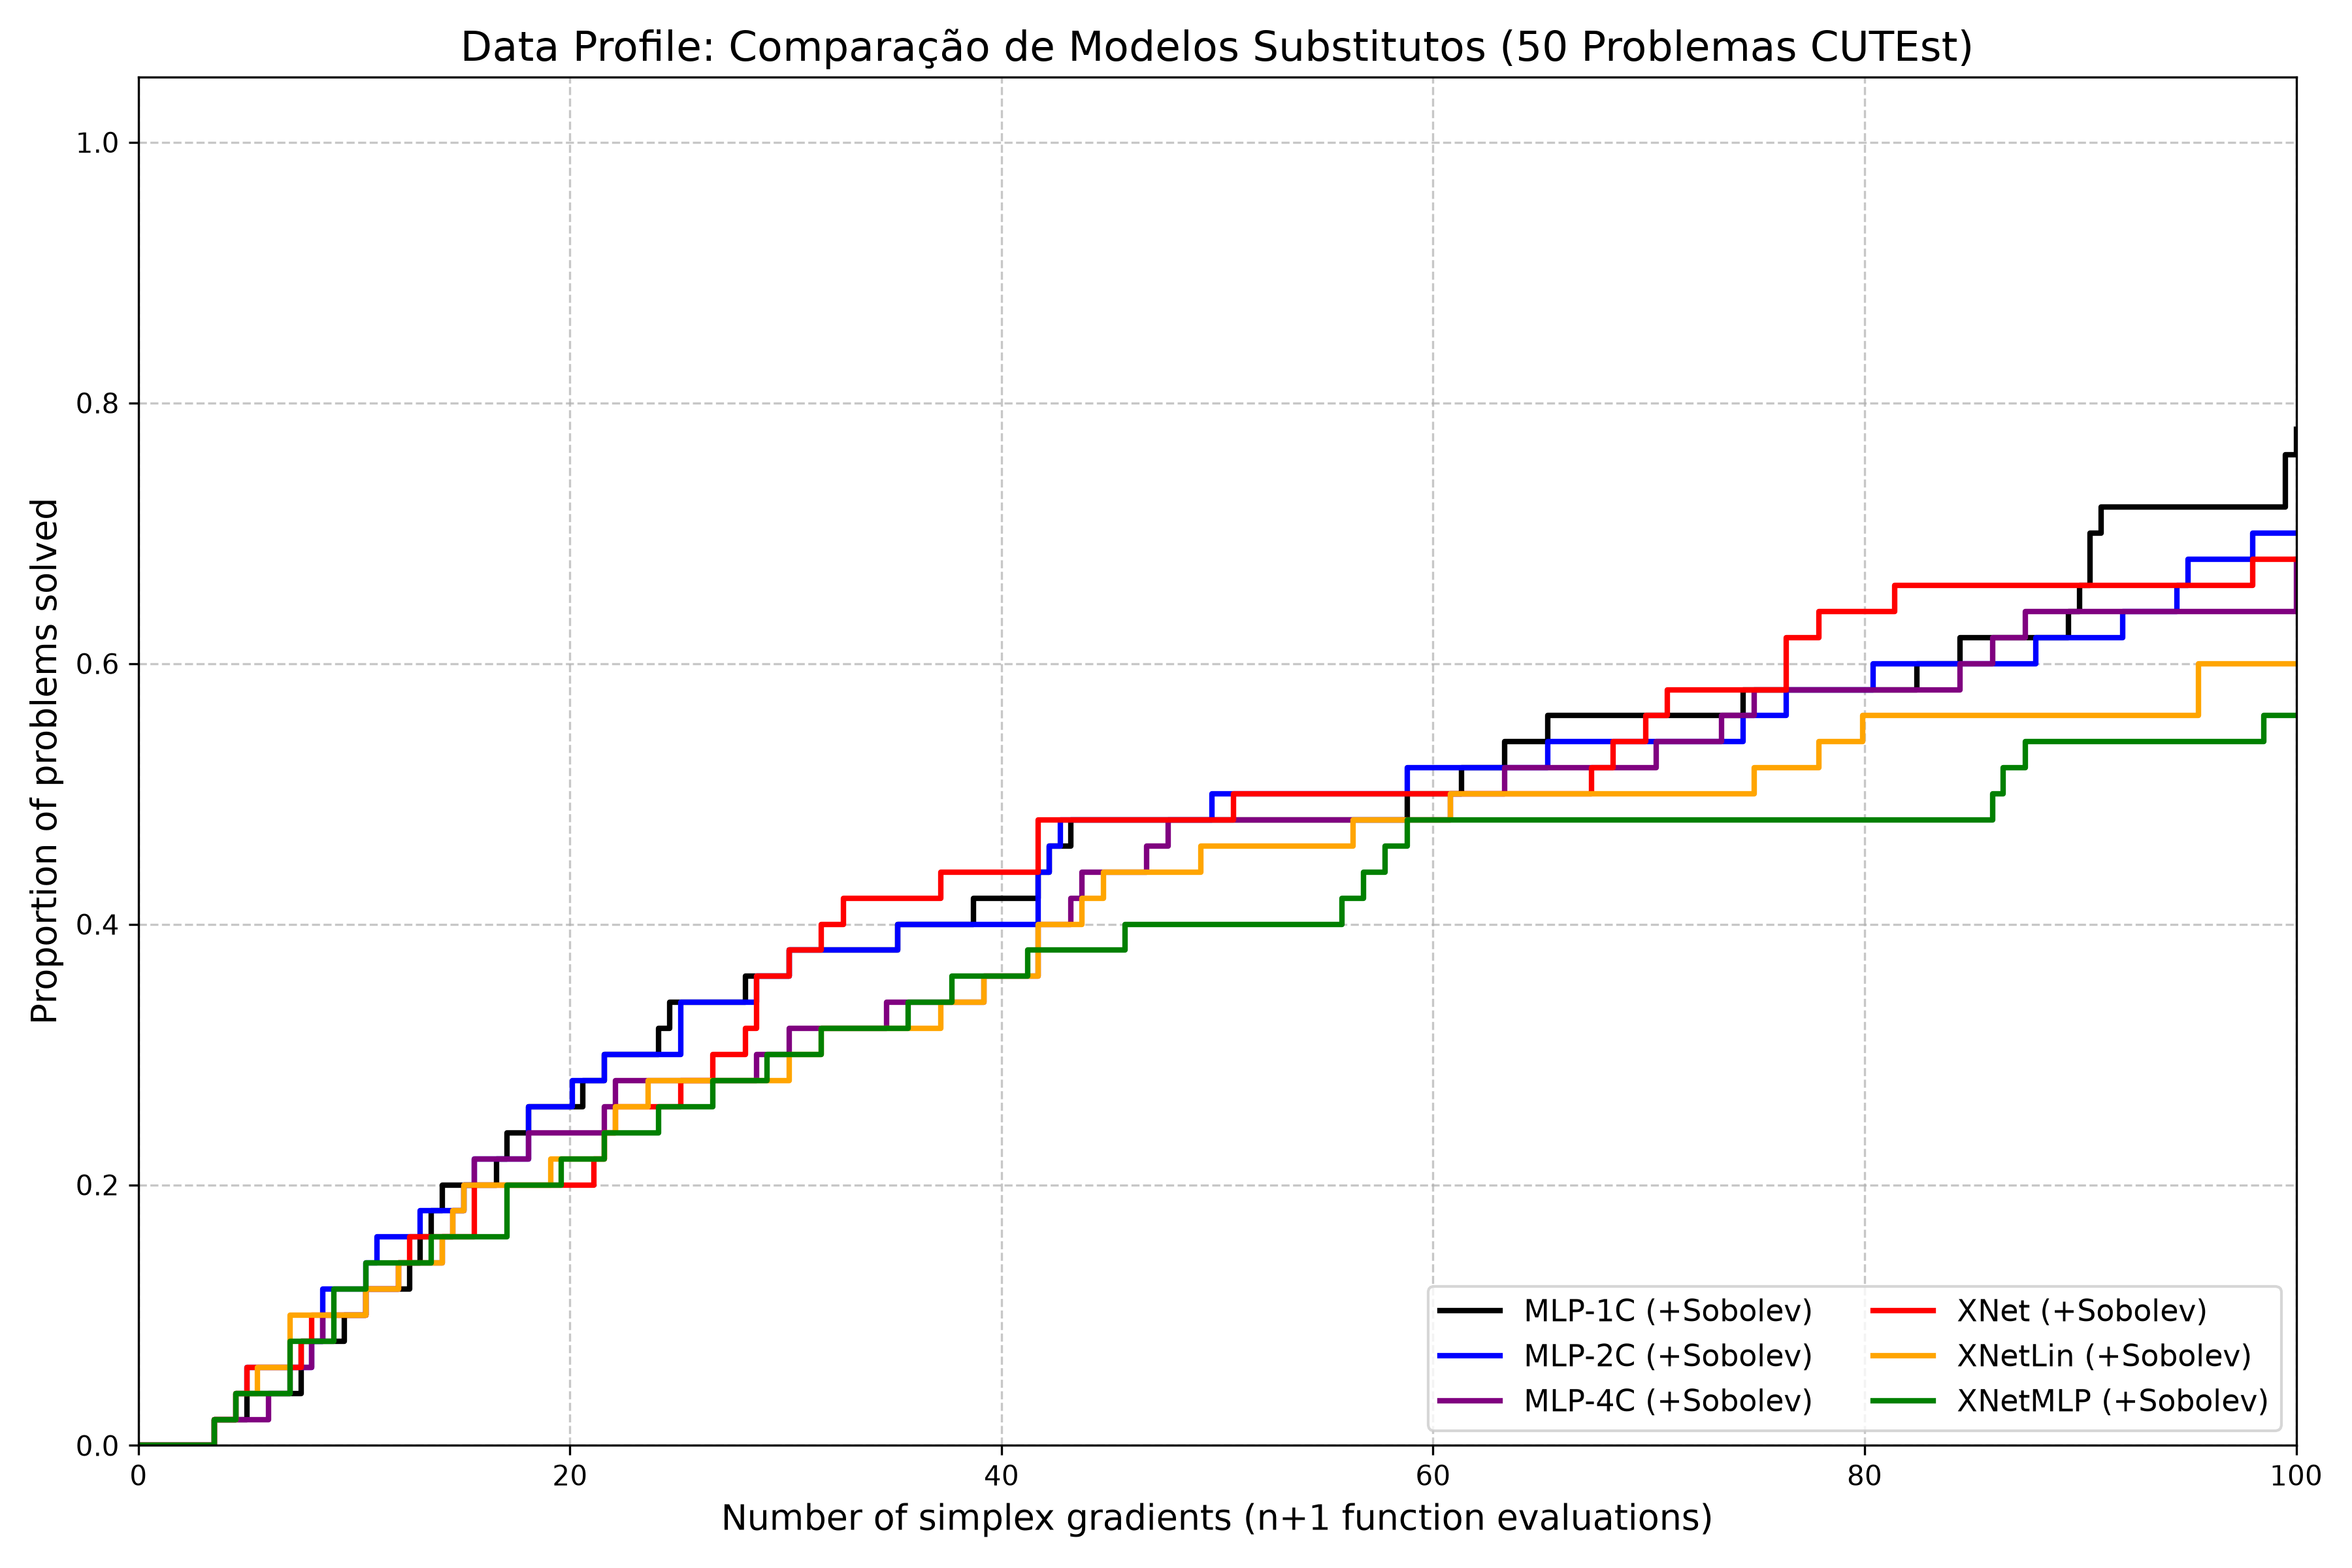 Data Profile: Comparação de Modelos Substitutos (50 Problemas CUTEst)
Proportion of problems solved
1.0
0.8
0.6
0.4
0.2
0.0
0
20
40
60
80
100
Number of simplex gradients (n+1 function evaluations)
MLP-1C (+Sobolev)
MLP-2C (+Sobolev)
MLP-4C (+Sobolev)
XNet (+Sobolev)
XNetLin (+Sobolev)
XNetMLP (+Sobolev)